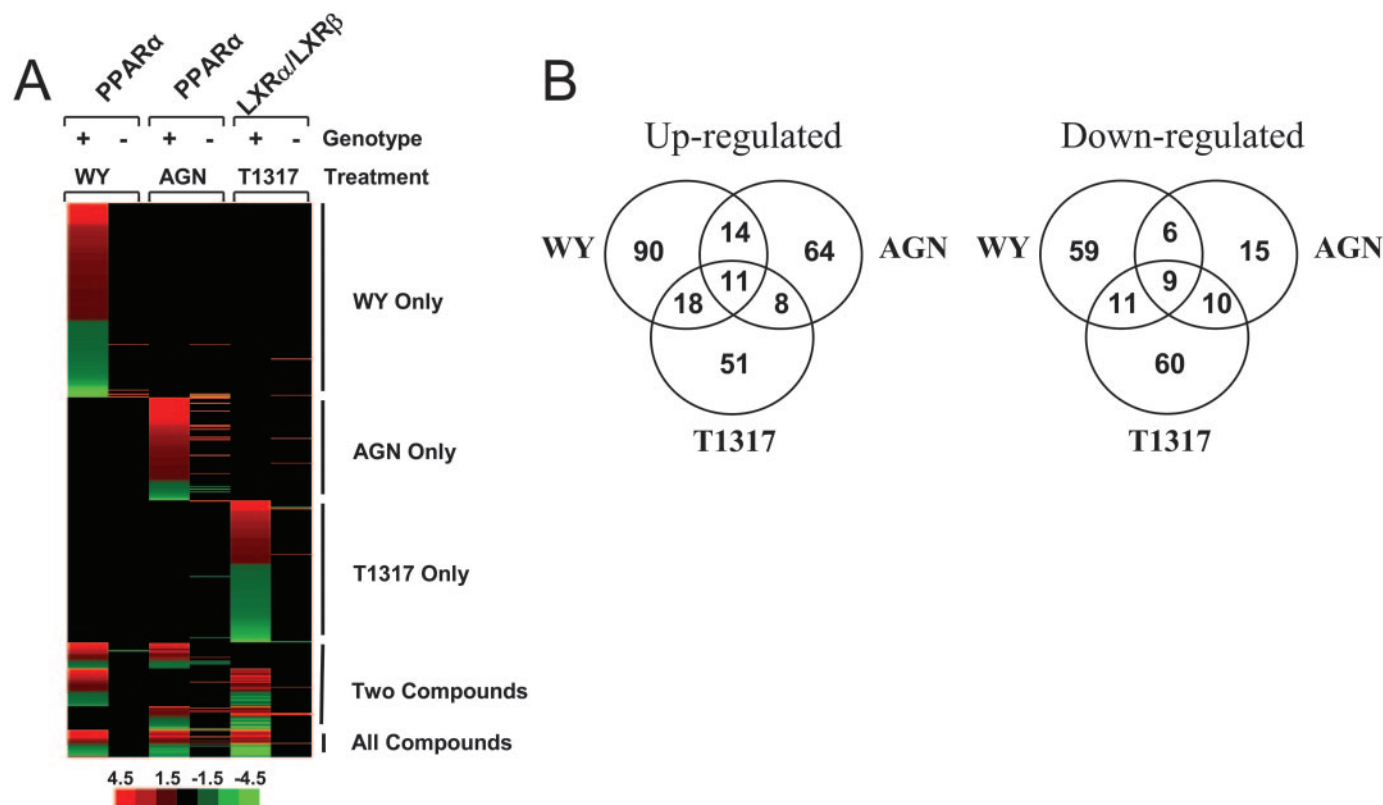 A
PPARα PPARα LXRα/LXRβ
+ - + - + - Genotype
WY AGN T1317 Treatment
WY Only
AGN Only
T1317 Only
Two Compounds
All Compounds
4.5 1.5 -1.5 -4.5
B
Up-regulated
WY 90 14 64 AGN
11
18 8
51
T1317
Down-regulated
WY 59 6 15 AGN
9
11 10
60
T1317